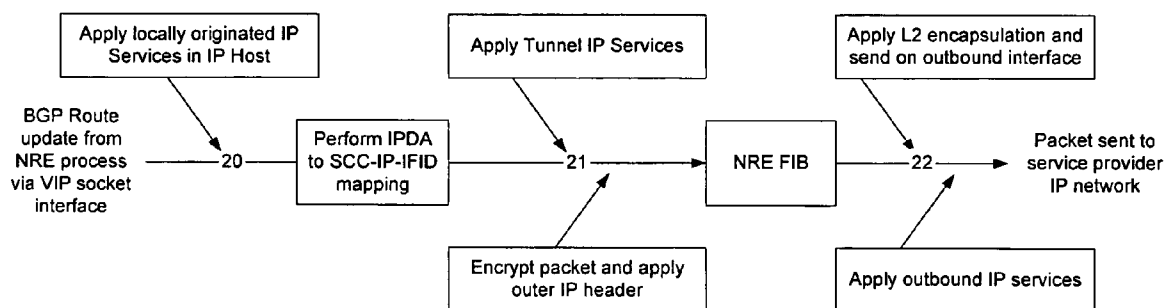 Apply locally originated IP
Services in IP Host
Apply Tunnel IP Services
Apply L2 encapsulation and
send on outbound interface
BGP Route
update from
NRE process
via VIP socket
interface
20
Perform IPDA
to SCC-IP-IFID
mapping
21
NRE FIB
22
Packet sent to
service provider
IP network
Encrypt packet and apply
outer IP header
Apply outbound IP services